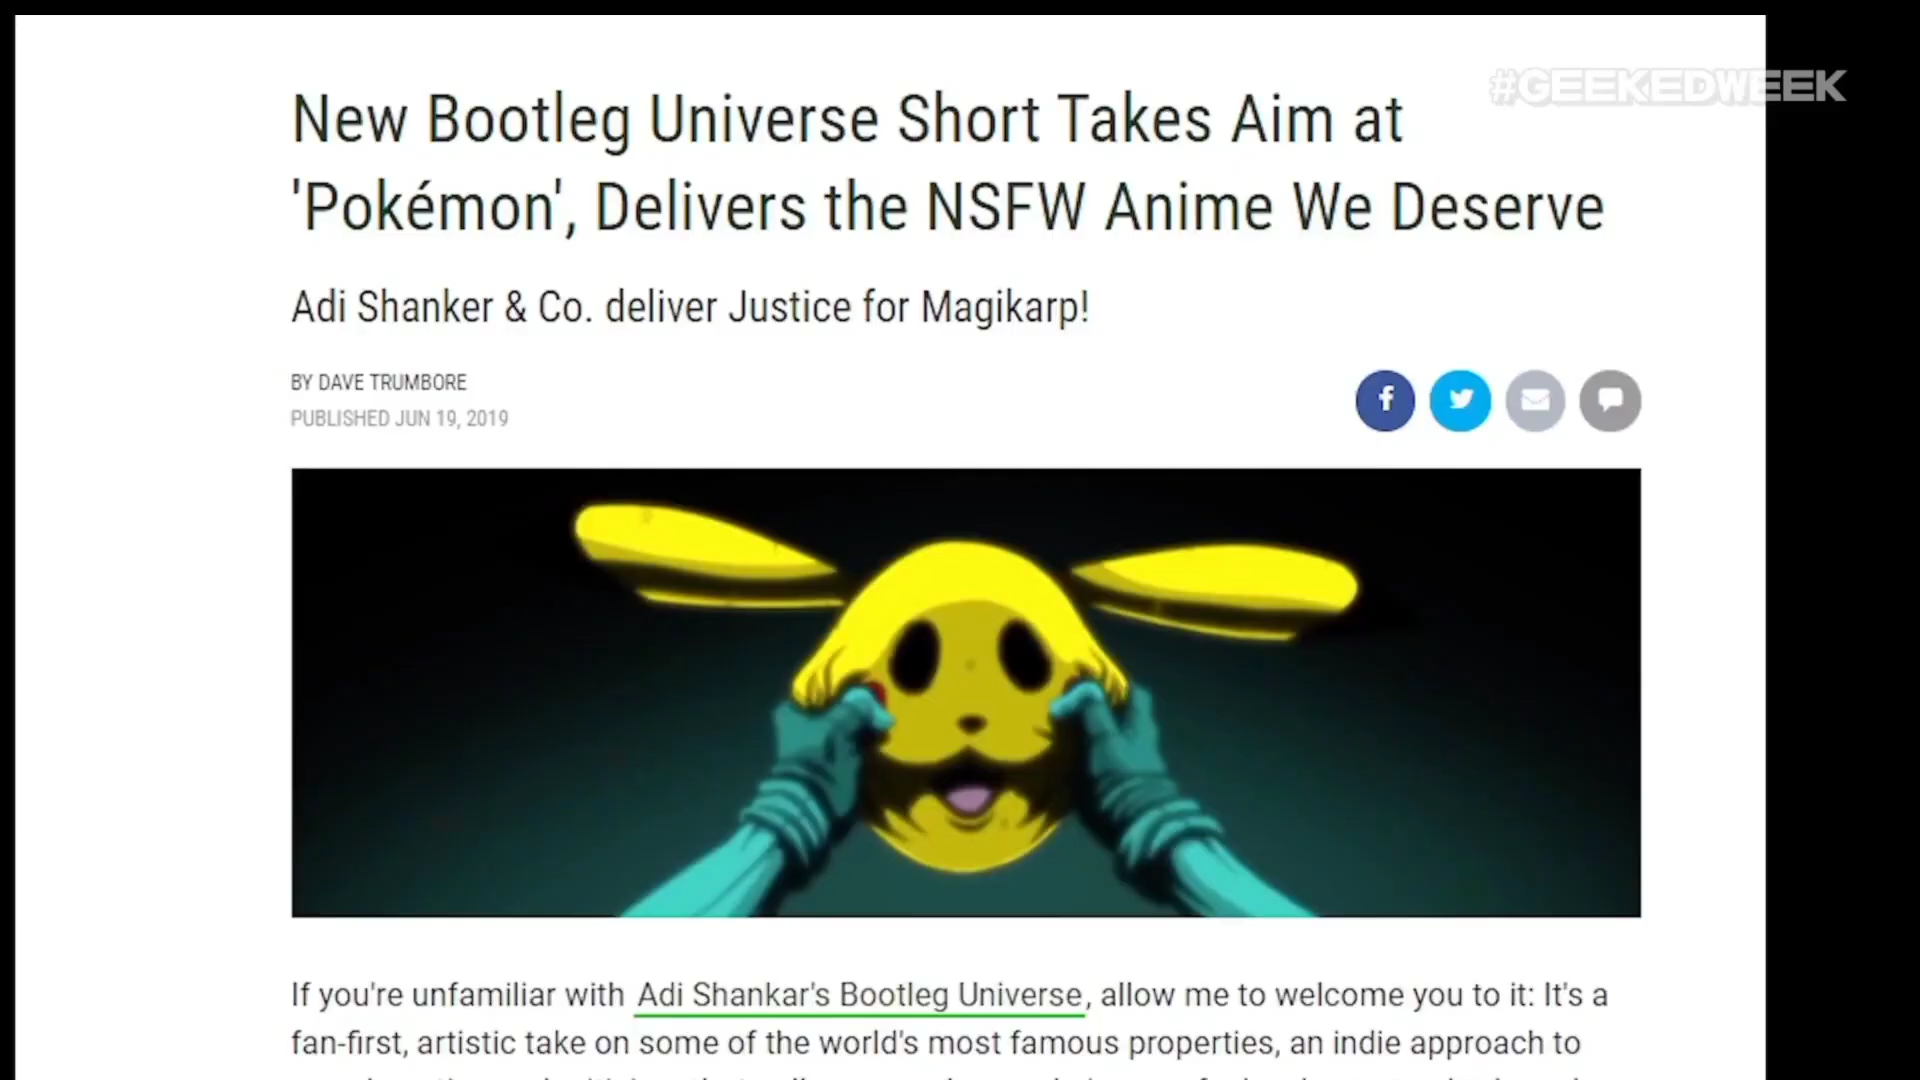 #GEEKEDWEEK
New Bootleg Universe Short Takes Aim at
'Pokémon', Delivers the NSFW Anime We Deserve
Adi Shanker & Co. deliver Justice for Magikarp!
BY DAVE TRUMBORE
PUBLISHED JUN 19, 2019
If you're unfamiliar with Adi Shankar's Bootleg Universe, allow me to welcome you to it: It's a
fan-first, artistic take on some of the world's most famous properties, an indie approach to